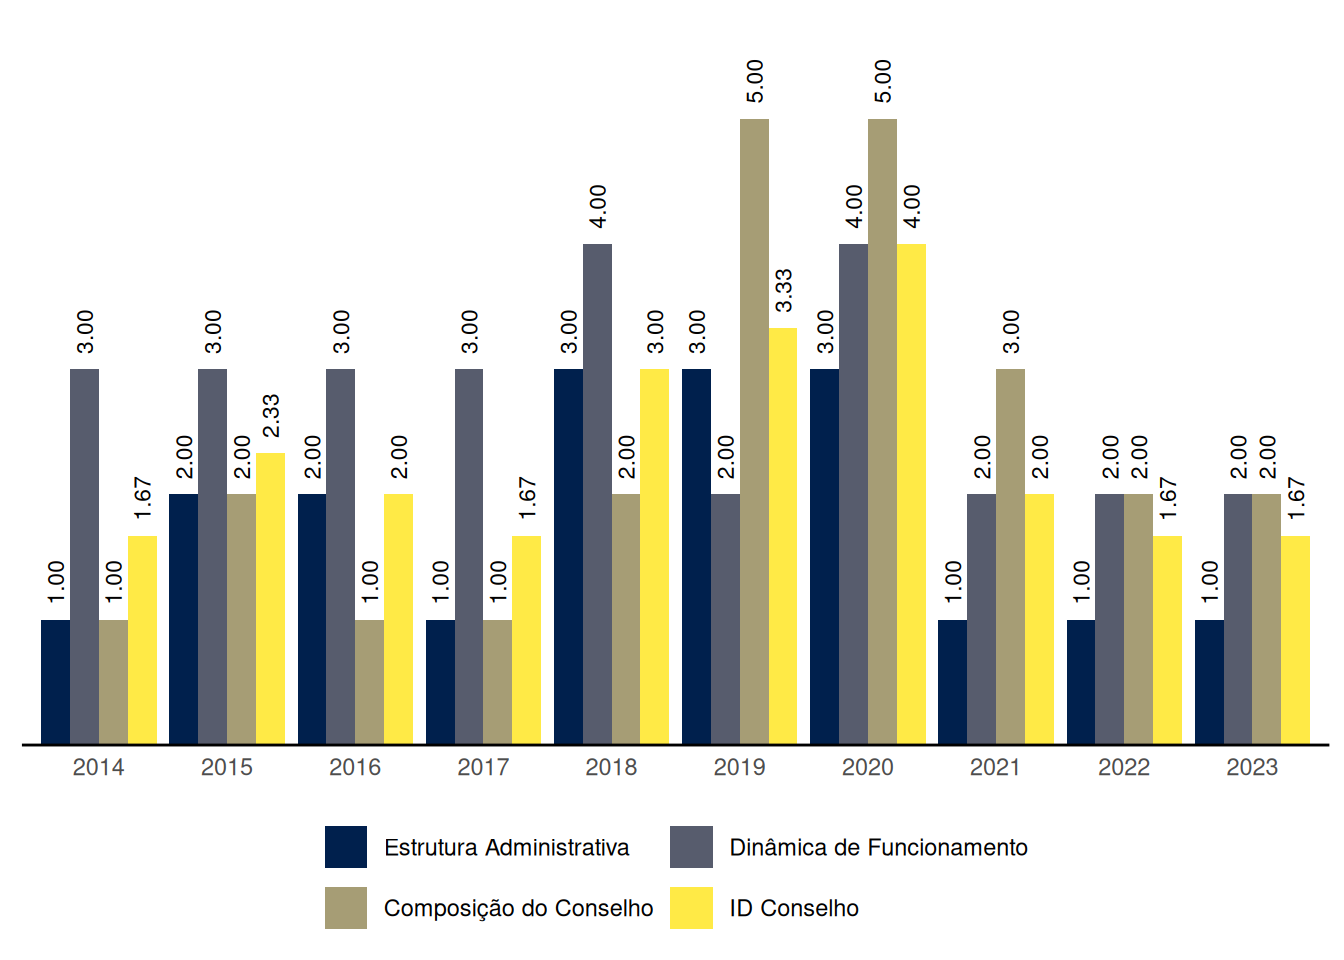 5.00 5.00
4.00 4.00 4.00
3.33
3.00 3.00 3.00 3.00 3.00 3.00 3.00 3.00 3.00
2.33
2.00 2.00 2.00 2.00 2.00 2.00 2.00 2.00 2.00 2.00 2.00 2.00
1.67 1.67 1.67 1.67
1.00 1.00 1.00 1.00 1.00 1.00 1.00 1.00
2014 2015 2016 2017 2018 2019 2020 2021 2022 2023
Estrutura Administrativa Dinâmica de Funcionamento
Composição do Conselho ID Conselho